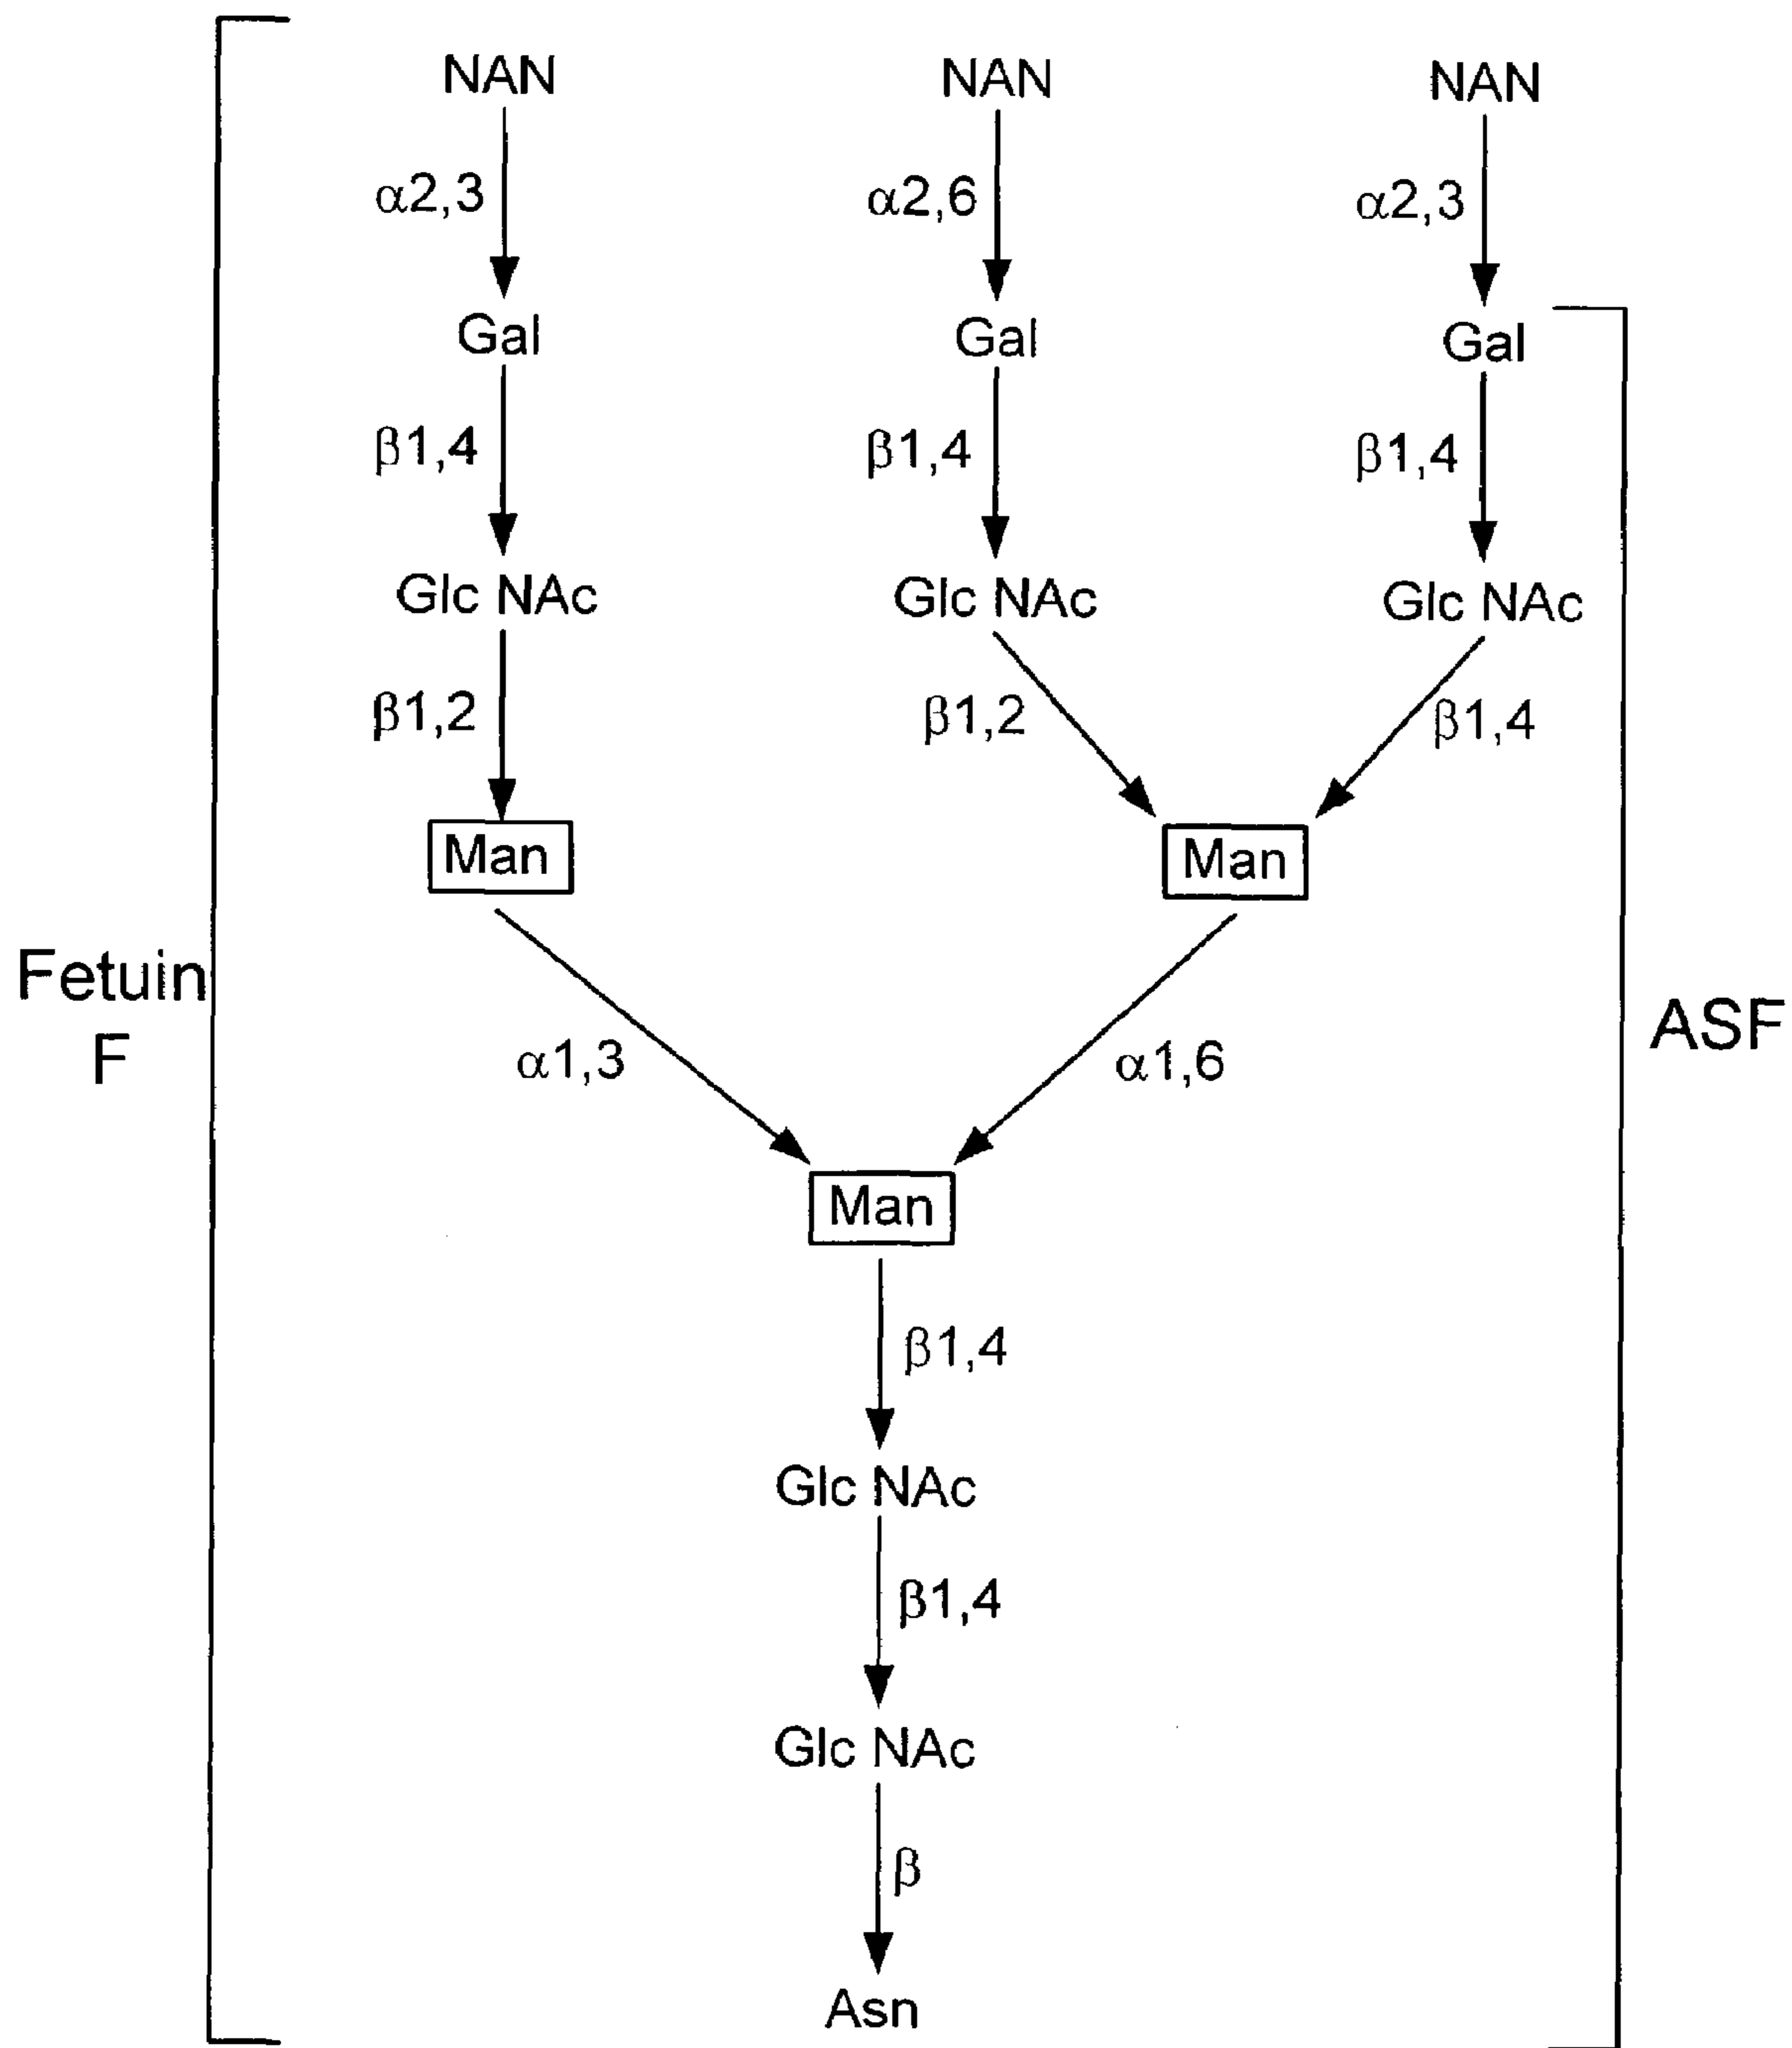 NAN NAN NAN
α2,3 α2,6 α2,3
Gal Gal Gal
β1,4 β1,4 β1,4
Glc NAc Glc NAc Glc NAc
β1,2 β1,2 β1,4
Man Man
Fetuin
F
ASF
α1,3 α1,6
Man
β1,4
Glc NAc
β1,4
Glc NAc
β
Asn